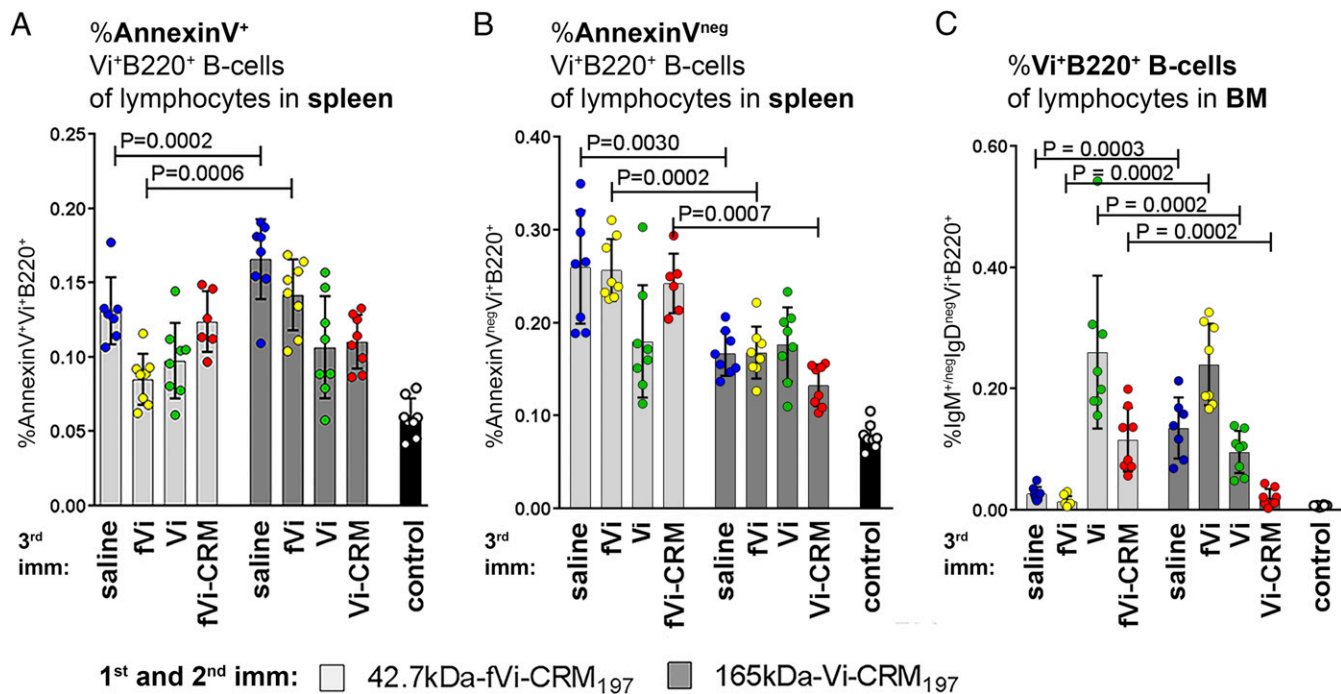 A
%AnnexinV⁺
Vi⁺B220⁺ B-cells
of lymphocytes in spleen
%AnnexinV⁺Vi⁺B220⁺
0.25
0.20
0.15
0.10
0.05
0.00
P=0.0002
P=0.0006
3rd
imm:
saline
fVi
Vi
fVi-CRM
saline
fVi
Vi
Vi-CRM
control
B
%AnnexinVneg
Vi⁺B220⁺ B-cells
of lymphocytes in spleen
%AnnexinVnegVi⁺B220⁺
0.40
0.30
0.20
0.10
0.00
P=0.0030
P=0.0002
P=0.0007
3rd
imm:
saline
fVi
Vi
fVi-CRM
saline
fVi
Vi
Vi-CRM
control
C
%Vi⁺B220⁺ B-cells
of lymphocytes in BM
%IgM+/negIgDnegVi⁺B220⁺
0.60
0.40
0.20
0.00
P = 0.0003
P = 0.0002
P = 0.0002
P = 0.0002
3rd
imm:
saline
fVi
Vi
fVi-CRM
saline
fVi
Vi
Vi-CRM
control
1st and 2nd imm: 42.7kDa-fVi-CRM₁₉₇ 165kDa-Vi-CRM₁₉₇